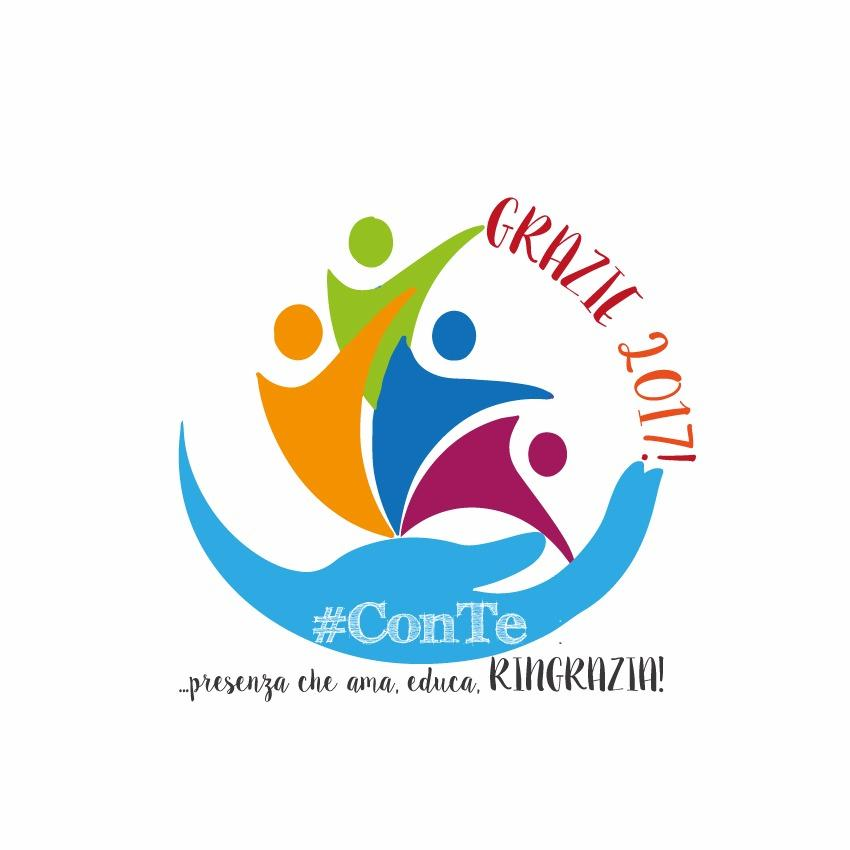 GRAZIE 2017!
#ConTe
...presenza che ama, educa, RINGRAZIA!